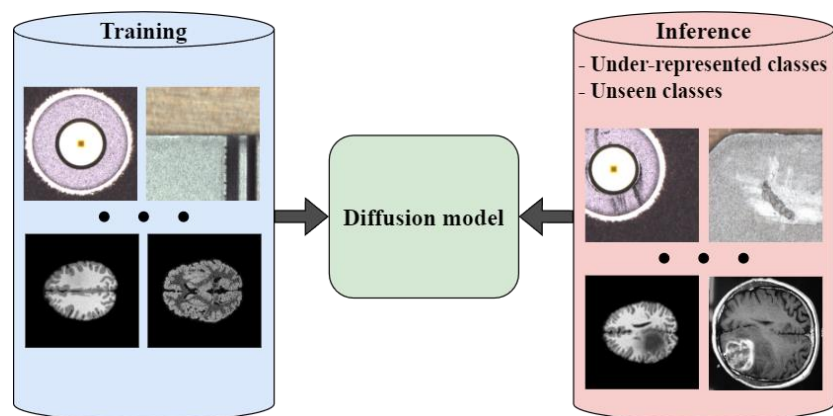 Training
Inference
- Under-represented classes
- Unseen classes
Diffusion model